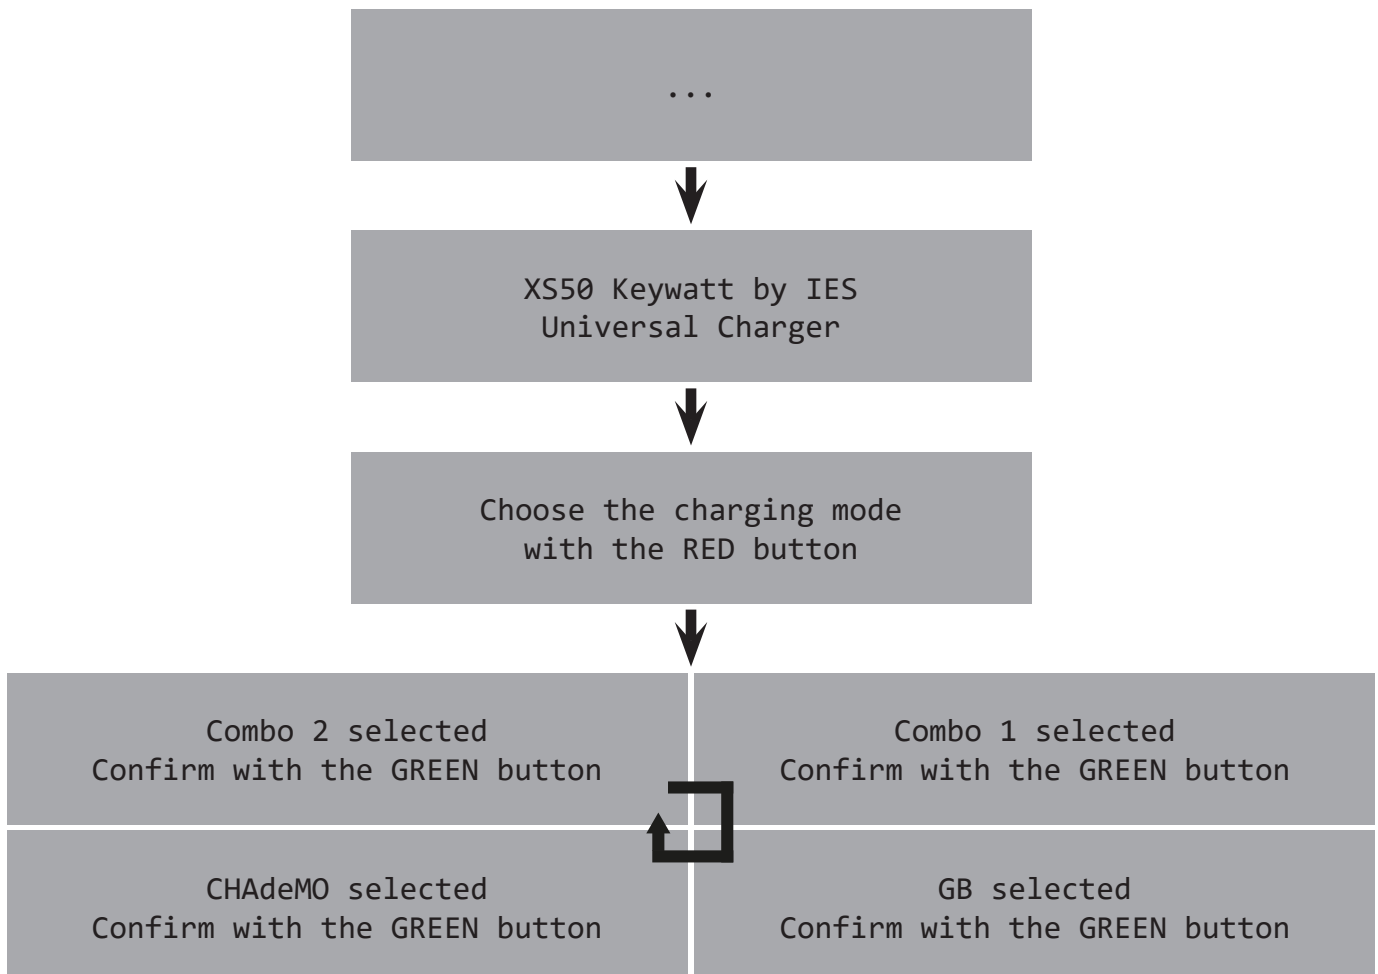 ...
XS50 Keywatt by IES
Universal Charger
Choose the charging mode
with the RED button
Combo 2 selected
Confirm with the GREEN button
Combo 1 selected
Confirm with the GREEN button
CHAdeMO selected
Confirm with the GREEN button
GB selected
Confirm with the GREEN button